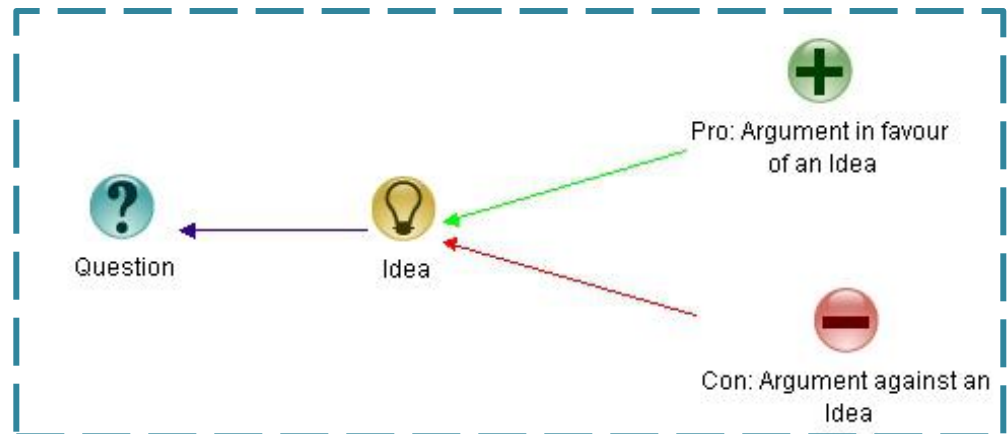 ?
Question
Idea
Pro: Argument in favour
of an Idea
Con: Argument against an
Idea